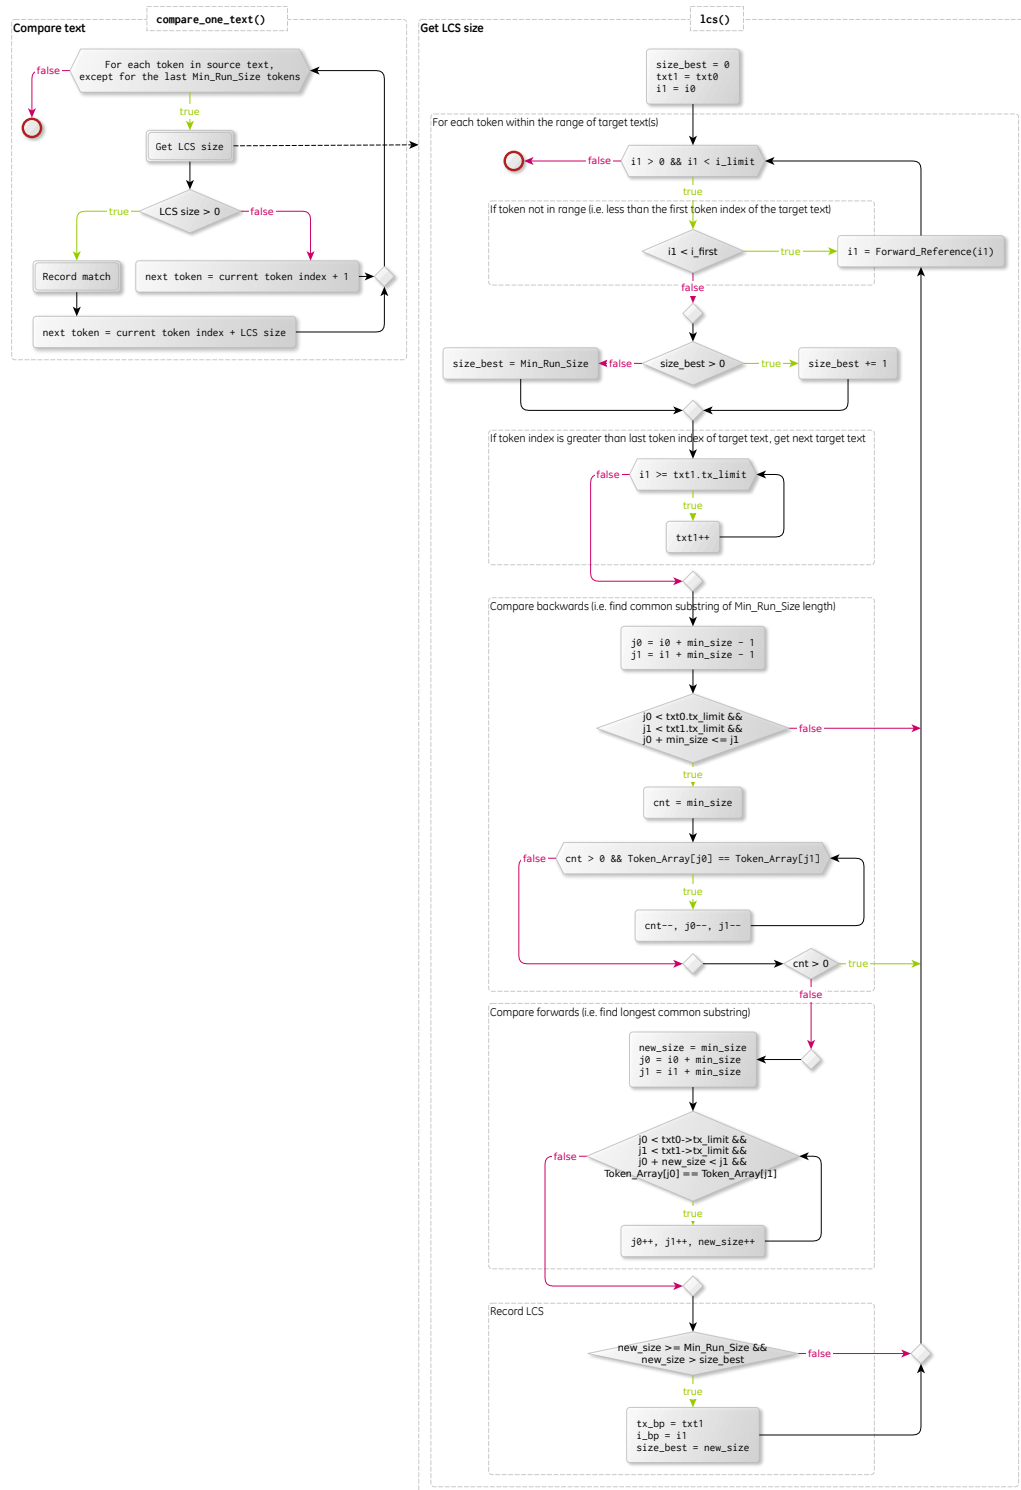 compare_one_text()
Compare text
For each token in source text,
except for the last Min_Run_Size tokens
false
true
Get LCS size
LCS size > 0
true
false
Record match
next token = current token index + 1
next token = current token index + LCS size
lcs()
Get LCS size
size_best = 0
txt1 = txt0
i1 = i0
For each token within the range of target text(s)
i1 > 0 && i1 < i_limit
false
true
If token not in range (i.e. less than the first token index of the target text)
i1 < i_first
true
i1 = Forward_Reference(i1)
false
size_best = Min_Run_Size
false
size_best > 0
true
size_best += 1
If token index is greater than last token index of target text, get next target text
false
i1 >= txt1.tx_limit
true
txt1++
Compare backwards (i.e. find common substring of Min_Run_Size length)
j0 = i0 + min_size - 1
j1 = i1 + min_size - 1
j0 < txt0.tx_limit &&
j1 < txt1.tx_limit &&
j0 + min_size <= j1
false
true
cnt = min_size
false
cnt > 0 && Token_Array[j0] == Token_Array[j1]
true
cnt--, j0--, j1--
cnt > 0
true
false
Compare forwards (i.e. find longest common substring)
new_size = min_size
j0 = i0 + min_size
j1 = i1 + min_size
j0 < txt0->tx_limit &&
j1 < txt1->tx_limit &&
j0 + new_size < j1 &&
Token_Array[j0] == Token_Array[j1]
false
true
j0++, j1++, new_size++
Record LCS
new_size >= Min_Run_Size &&
new_size > size_best
false
true
tx_bp = txt1
i_bp = i1
size_best = new_size